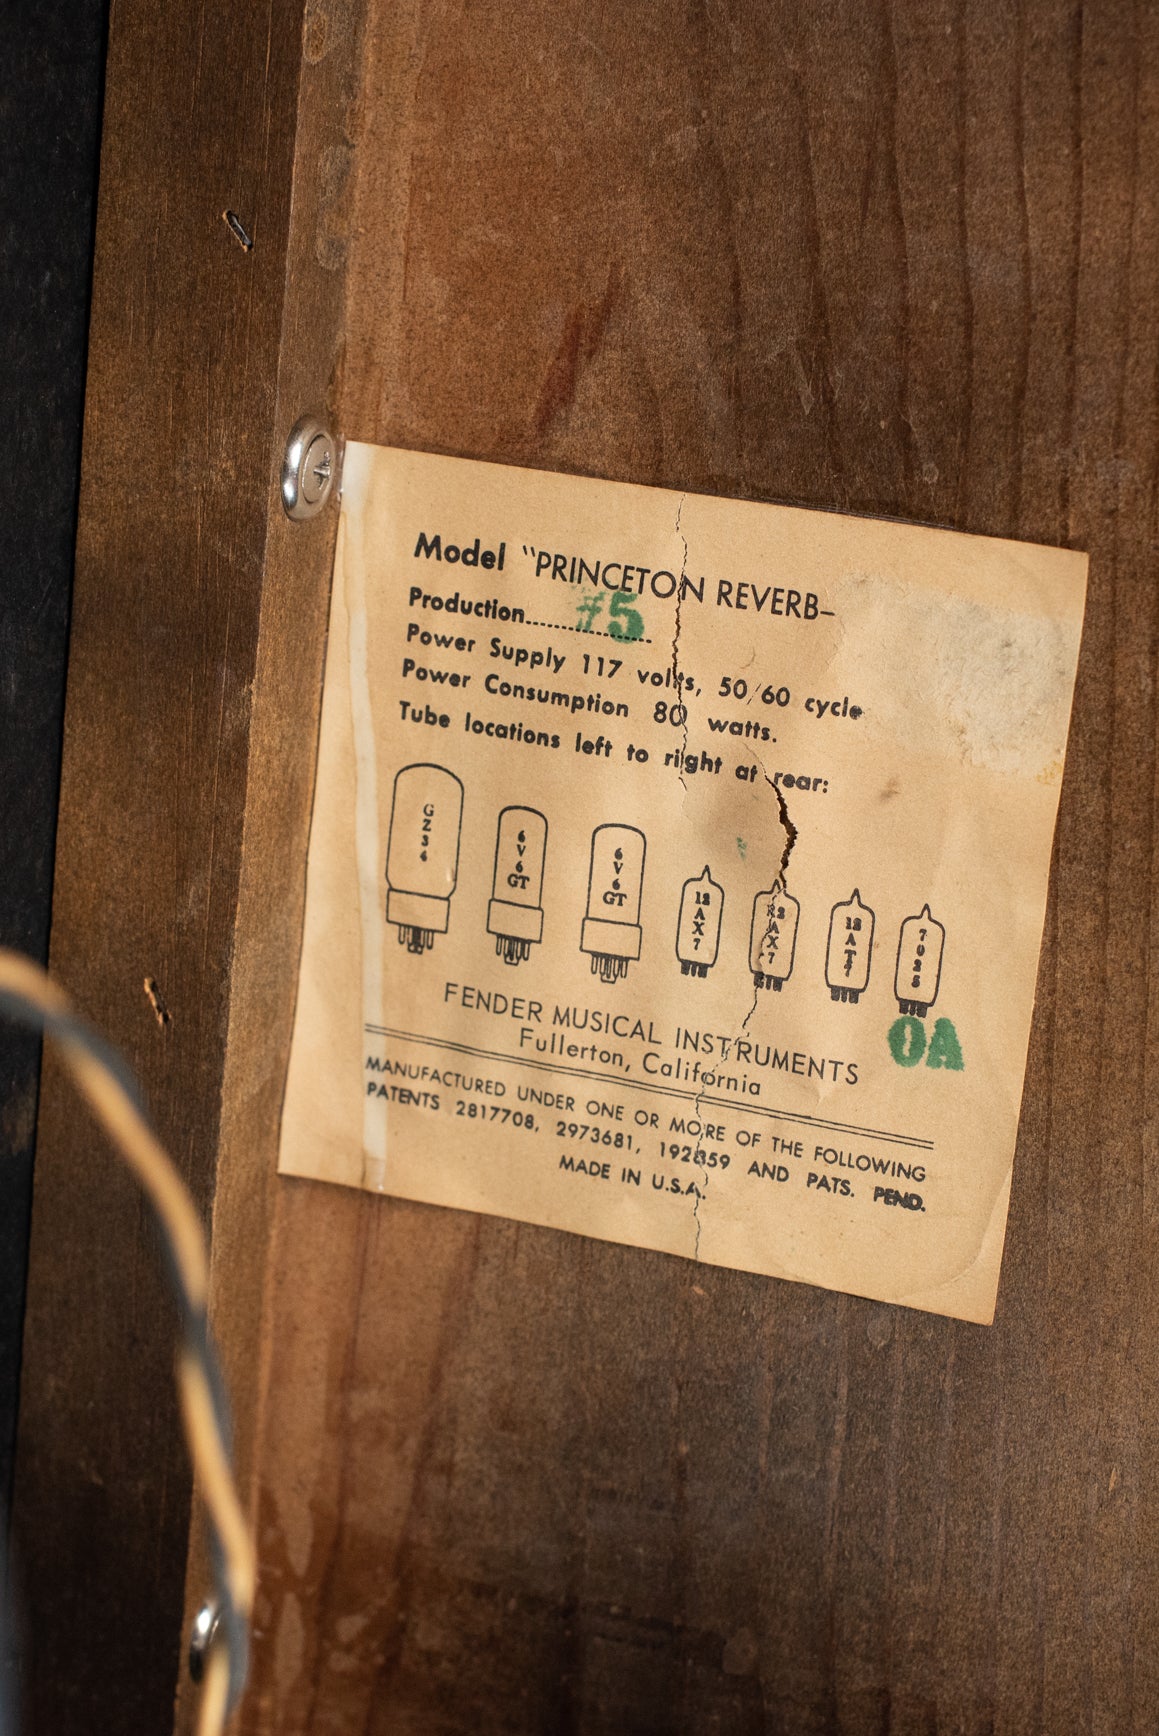 Model "PRINCETON REVERB–
Production.................. #5
Power Supply 117 volts, 50/60 cycle
Power Consumption 80 watts.
Tube locations left to right at rear:
GZ34 6V6GT 6V6GT 12AX7 12AX7 12AT7 7025
OA
FENDER MUSICAL INSTRUMENTS
Fullerton, California
MANUFACTURED UNDER ONE OR MORE OF THE FOLLOWING
PATENTS 2817708, 2973681, 192859 AND PATS. PEND.
MADE IN U.S.A.